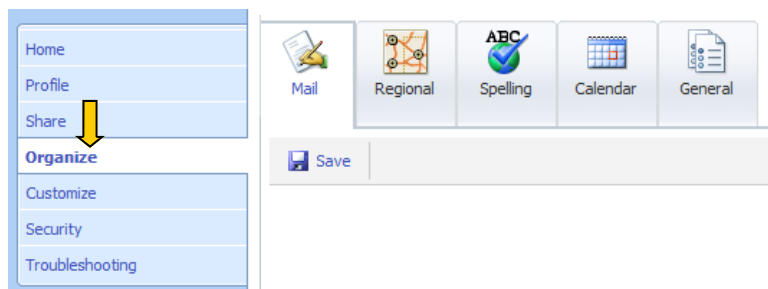 Home
Profile
Share
Organize
Customize
Security
Troubleshooting
ABC
Mail Regional Spelling Calendar General
Save